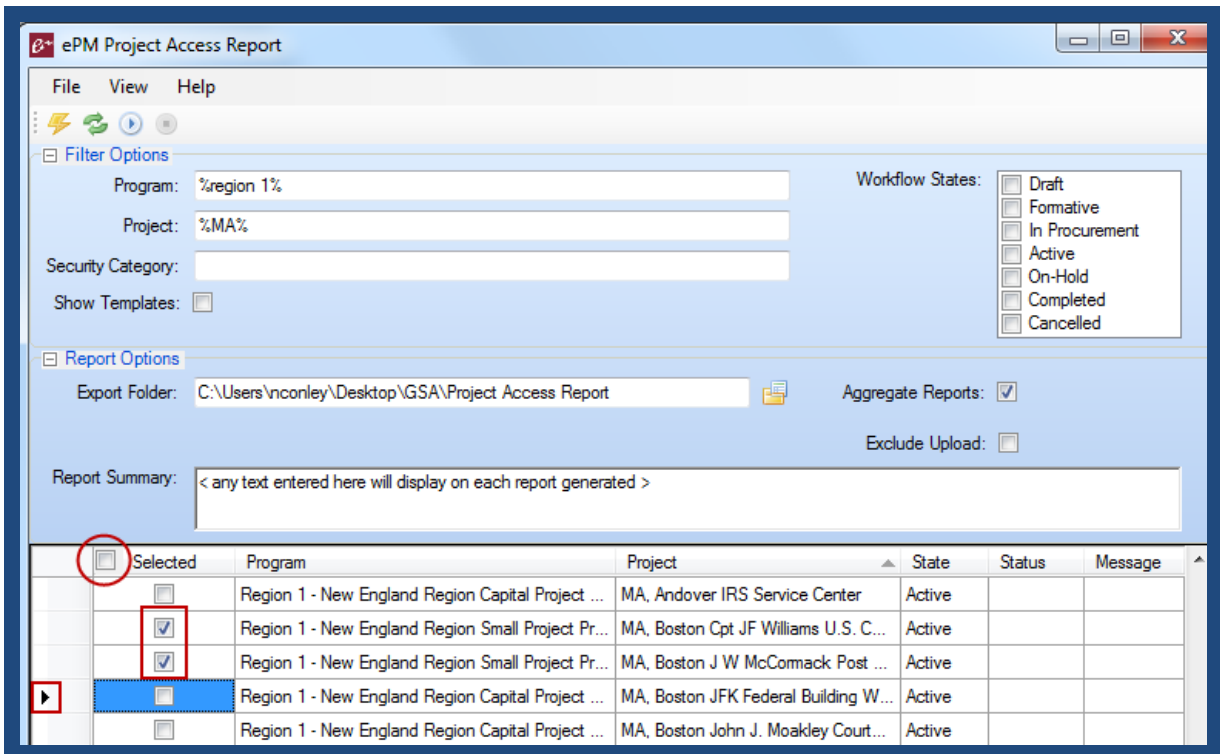 ePM Project Access Report
File View Help
Filter Options
Program: %region 1%
Workflow States:
Draft
Formative
In Procurement
Active
On-Hold
Completed
Cancelled
Project: %MA%
Security Category:
Show Templates:
Report Options
Export Folder: C:\Users\nconley\Desktop\GSA\Project Access Report
Aggregate Reports:
Exclude Upload:
Report Summary: < any text entered here will display on each report generated >
Selected Program Project State Status Message
Region 1 - New England Region Capital Project ... MA, Andover IRS Service Center Active
Region 1 - New England Region Small Project Pr... MA, Boston Cpt JF Williams U.S. C... Active
Region 1 - New England Region Small Project Pr... MA, Boston J W McCormack Post ... Active
Region 1 - New England Region Capital Project ... MA, Boston JFK Federal Building W... Active
Region 1 - New England Region Capital Project ... MA, Boston John J. Moakley Court... Active